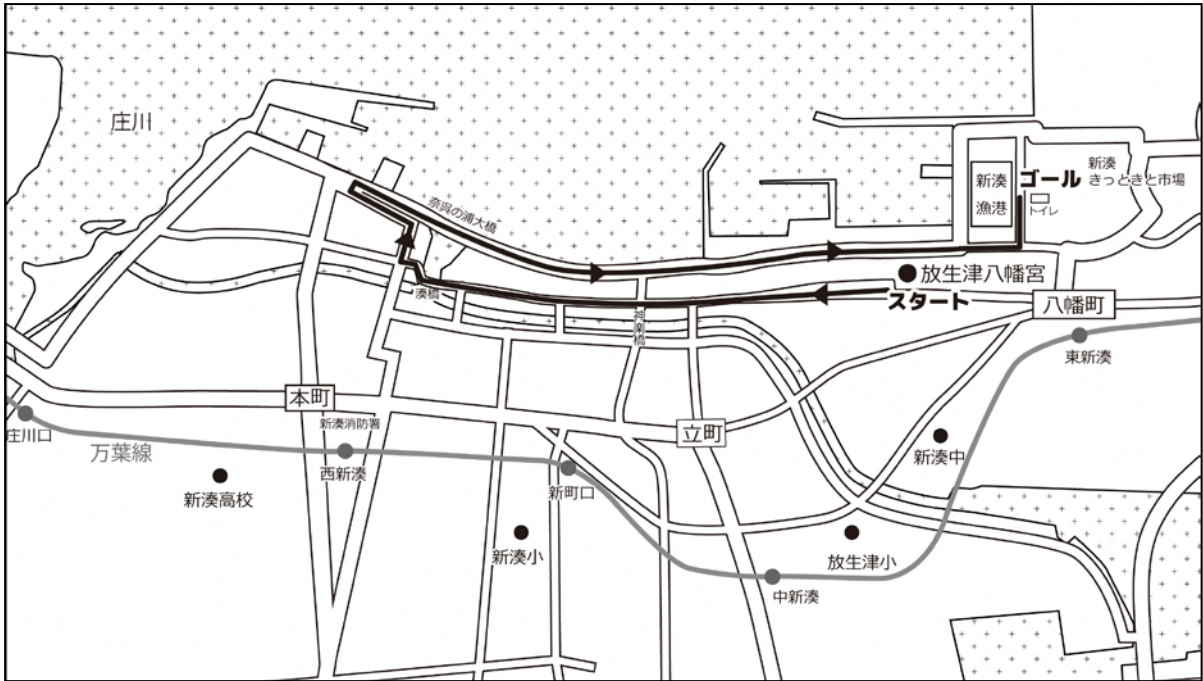 庄川
新湊
きっときと市場
新湊
漁港
ゴール
トイレ
奈呉の浦大橋
放生津八幡宮
スタート
湊橋
神楽橋
八幡町
東新湊
本町
庄川口
万葉線
新湊消防署
西新湊
立町
新湊中
新町口
新湊高校
新湊小
放生津小
中新湊